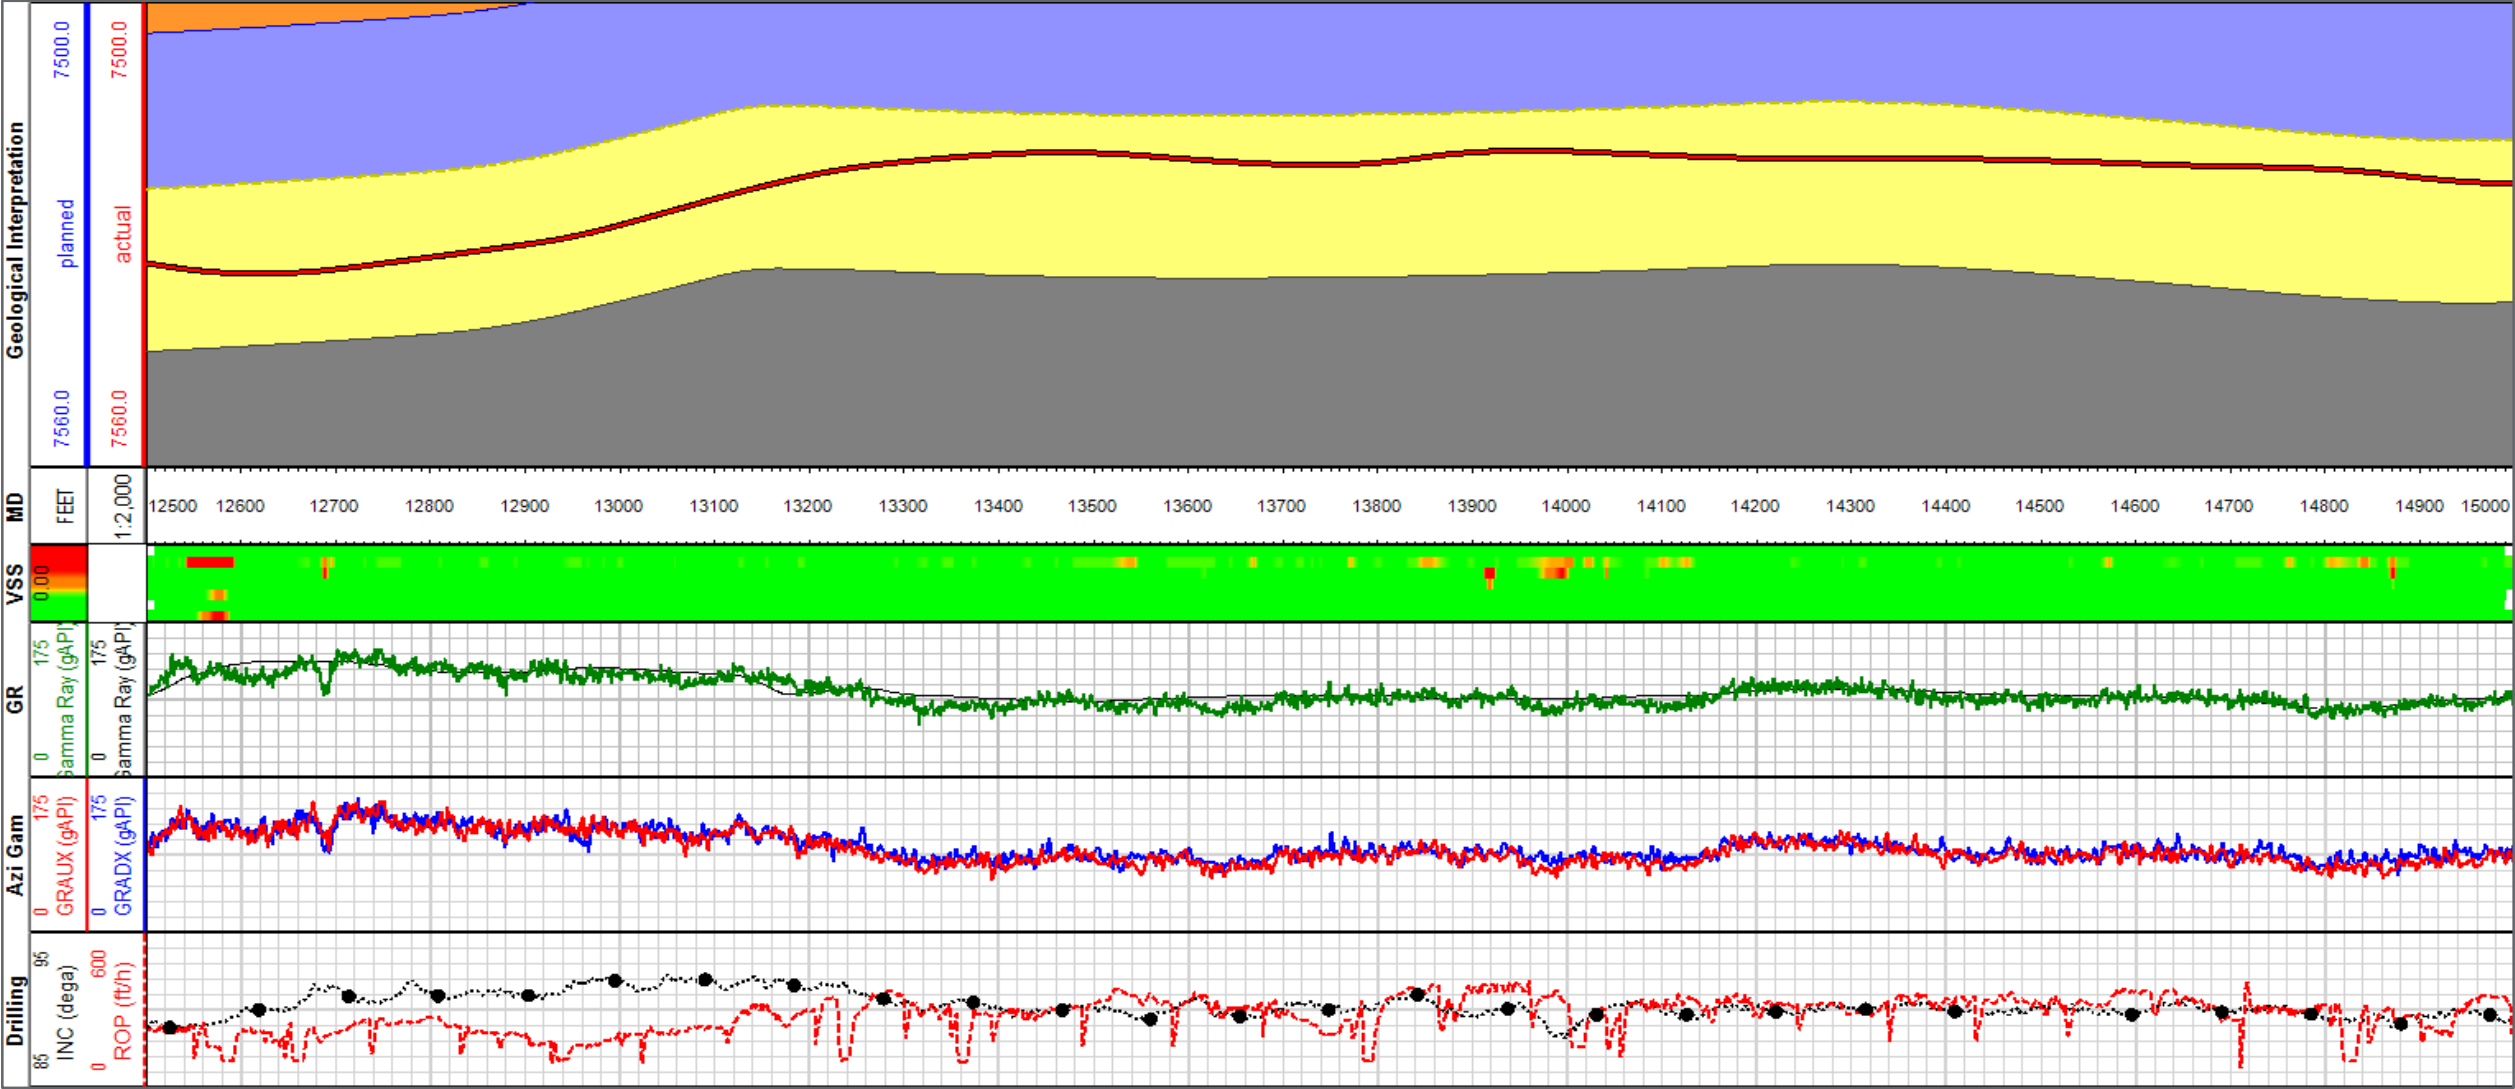 Geological Interpretation
7500.0
planned
7560.0
7500.0
actual
7560.0
MD
FEET
1:2,000
12500 12600 12700 12800 12900 13000 13100 13200 13300 13400 13500 13600 13700 13800 13900 14000 14100 14200 14300 14400 14500 14600 14700 14800 14900 15000
VSS
0.00
GR
175
Gamma Ray (gAPI)
0
175
Gamma Ray (gAPI)
0
Azi Gam
175
GRAUX (gAPI)
0
175
GRADX (gAPI)
0
Drilling
95
INC (dega)
85
600
ROP (ft/h)
0